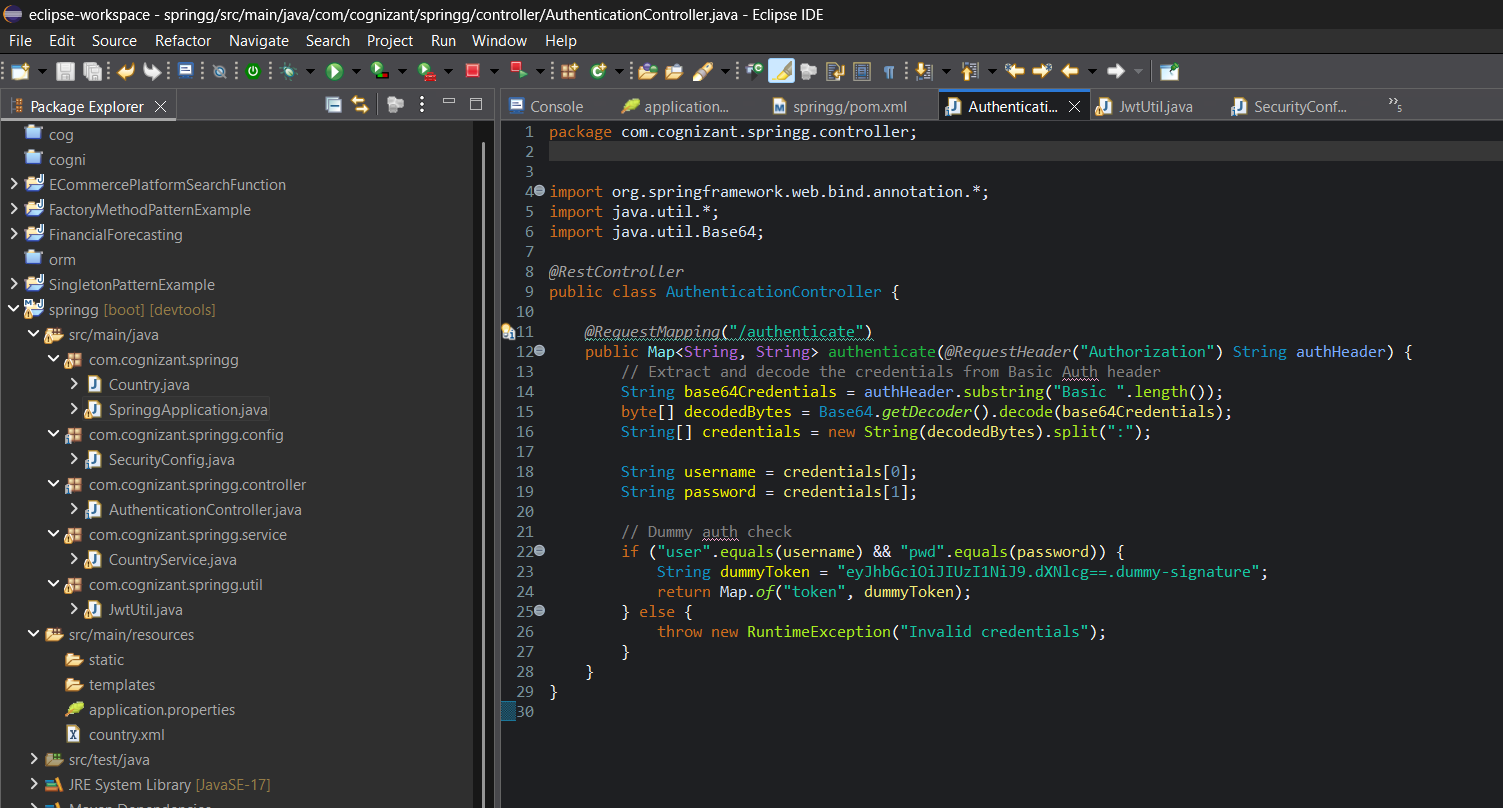 eclipse-workspace - springg/src/main/java/com/cognizant/springg/controller/AuthenticationController.java - Eclipse IDE
File Edit Source Refactor Navigate Search Project Run Window Help
Package Explorer
cog
cogni
ECommercePlatformSearchFunction
FactoryMethodPatternExample
FinancialForecasting
orm
SingletonPatternExample
springg [boot] [devtools]
src/main/java
com.cognizant.springg
Country.java
SpringgApplication.java
com.cognizant.springg.config
SecurityConfig.java
com.cognizant.springg.controller
AuthenticationController.java
com.cognizant.springg.service
CountryService.java
com.cognizant.springg.util
JwtUtil.java
src/main/resources
static
templates
application.properties
country.xml
src/test/java
JRE System Library [JavaSE-17]
Console application... springg/pom.xml Authenticati... JwtUtil.java SecurityConf... »5
1 package com.cognizant.springg.controller;
2
3
4 import org.springframework.web.bind.annotation.*;
5 import java.util.*;
6 import java.util.Base64;
7
8 @RestController
9 public class AuthenticationController {
10
11     @RequestMapping("/authenticate")
12     public Map<String, String> authenticate(@RequestHeader("Authorization") String authHeader) {
13         // Extract and decode the credentials from Basic Auth header
14         String base64Credentials = authHeader.substring("Basic ".length());
15         byte[] decodedBytes = Base64.getDecoder().decode(base64Credentials);
16         String[] credentials = new String(decodedBytes).split(":");
17
18         String username = credentials[0];
19         String password = credentials[1];
20
21         // Dummy auth check
22         if ("user".equals(username) && "pwd".equals(password)) {
23             String dummyToken = "eyJhbGciOiJIUzI1NiJ9.dXNlcg==.dummy-signature";
24             return Map.of("token", dummyToken);
25         } else {
26             throw new RuntimeException("Invalid credentials");
27         }
28     }
29 }
30